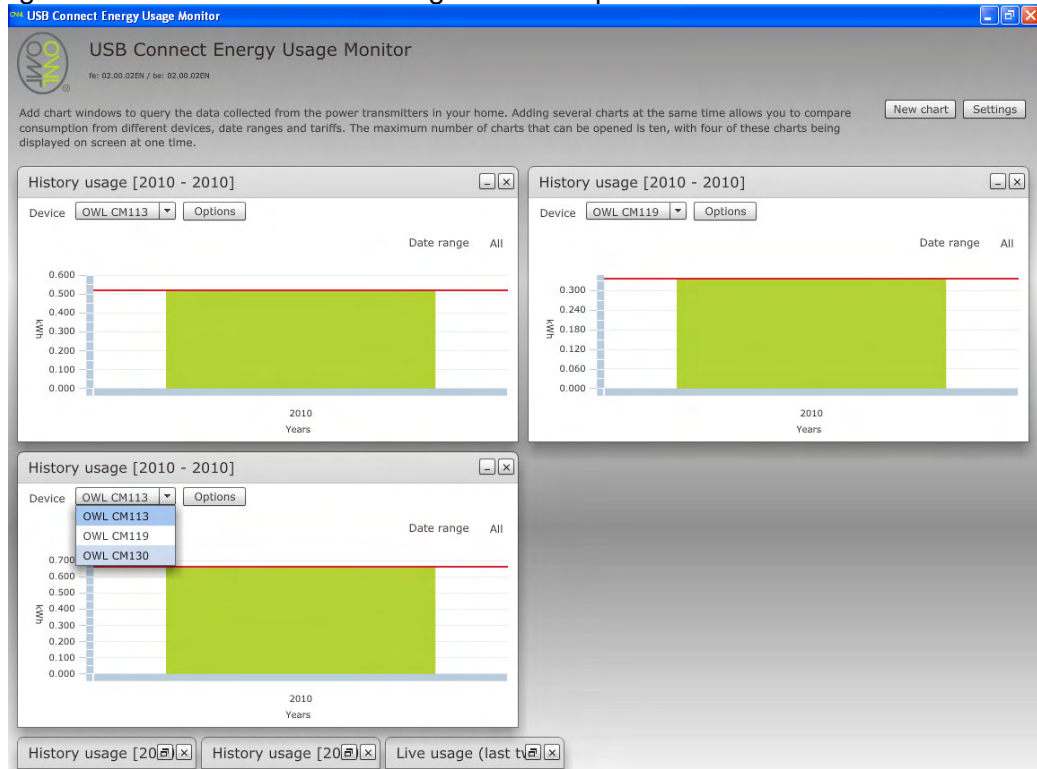 USB Connect Energy Usage Monitor
USB Connect Energy Usage Monitor
fe: 02.00.02EN / be: 02.00.02EN
Add chart windows to query the data collected from the power transmitters in your home. Adding several charts at the same time allows you to compare
consumption from different devices, date ranges and tariffs. The maximum number of charts that can be opened is ten, with four of these charts being
displayed on screen at one time.
New chart Settings
History usage [2010 - 2010]
Device OWL CM113 Options
Date range All
0.600
0.500
0.400
0.300
0.200
0.100
0.000
kWh
2010
Years
History usage [2010 - 2010]
Device OWL CM119 Options
Date range All
0.300
0.240
0.180
0.120
0.060
0.000
kWh
2010
Years
History usage [2010 - 2010]
Device OWL CM113 Options
OWL CM113
OWL CM119
OWL CM130
Date range All
0.700
0.600
0.500
0.400
0.300
0.200
0.100
0.000
kWh
2010
Years
History usage [20
History usage [20
Live usage (last tw